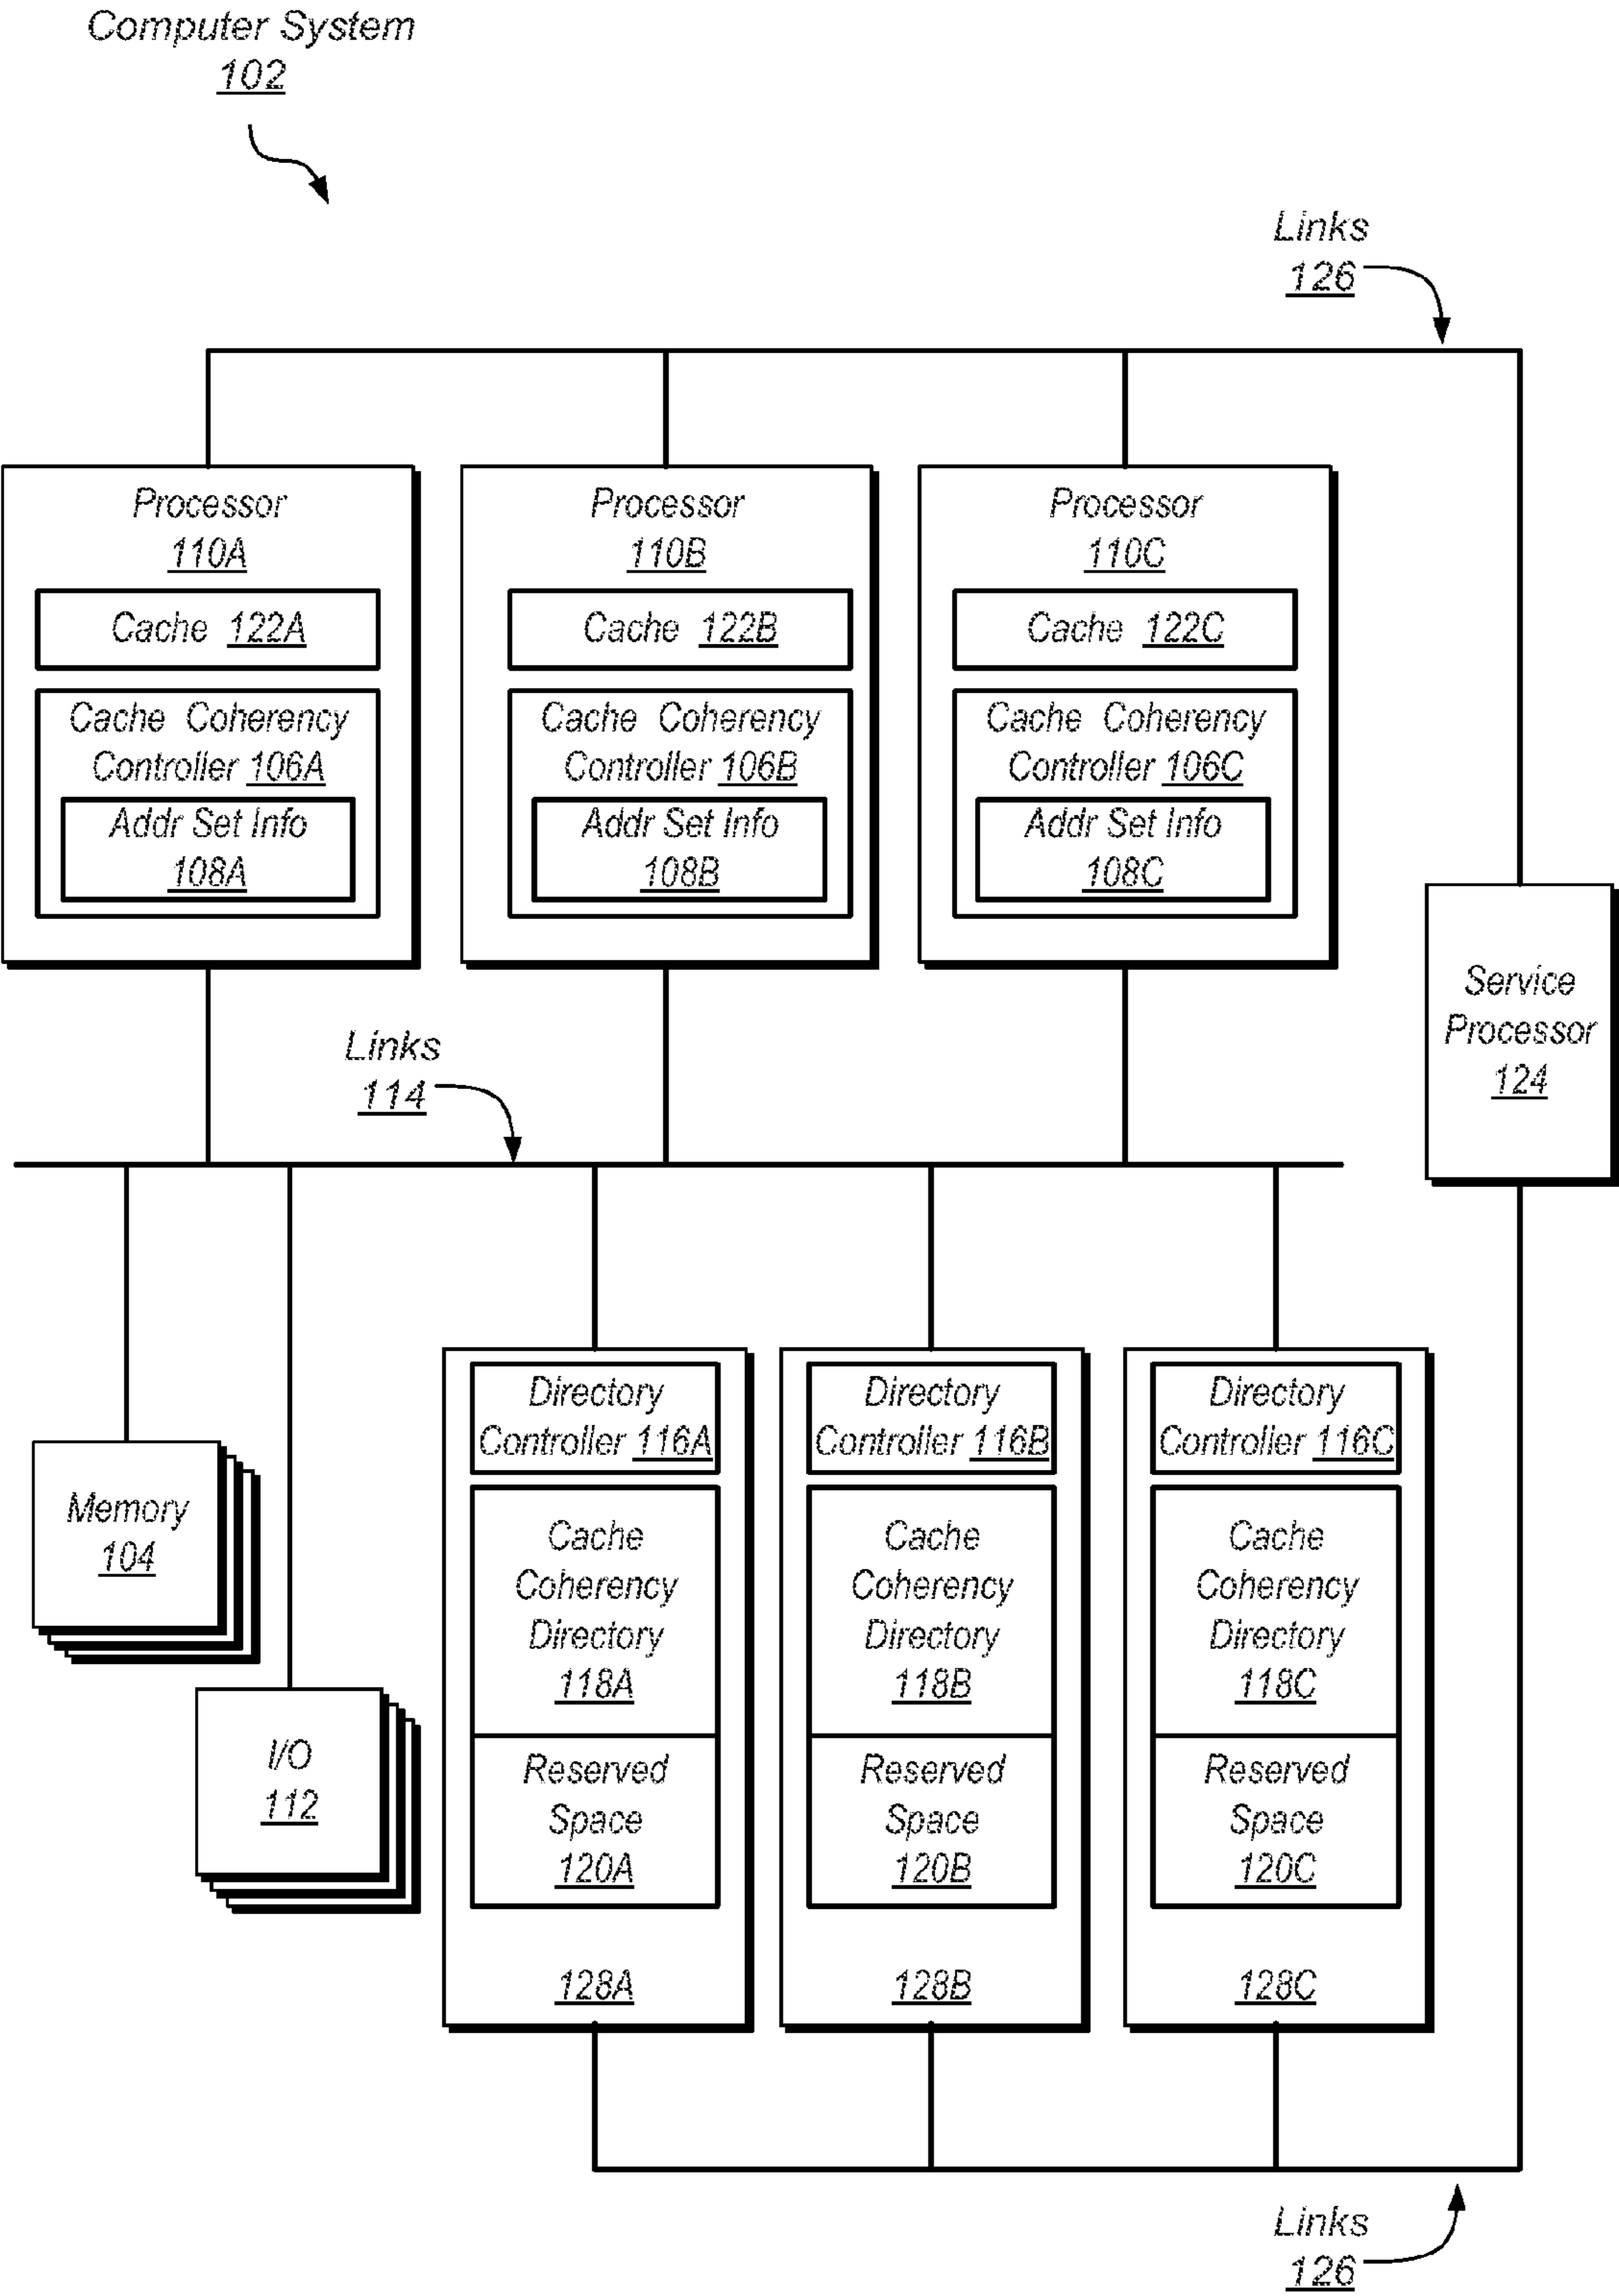 Computer System
102
Links
126
Processor
110A
Cache 122A
Cache Coherency
Controller 106A
Addr Set Info
108A
Processor
110B
Cache 122B
Cache Coherency
Controller 106B
Addr Set Info
108B
Processor
110C
Cache 122C
Cache Coherency
Controller 106C
Addr Set Info
108C
Service
Processor
124
Links
114
Memory
104
I/O
112
Directory
Controller 116A
Cache
Coherency
Directory
118A
Reserved
Space
120A
128A
Directory
Controller 116B
Cache
Coherency
Directory
118B
Reserved
Space
120B
128B
Directory
Controller 116C
Cache
Coherency
Directory
118C
Reserved
Space
120C
128C
Links
126